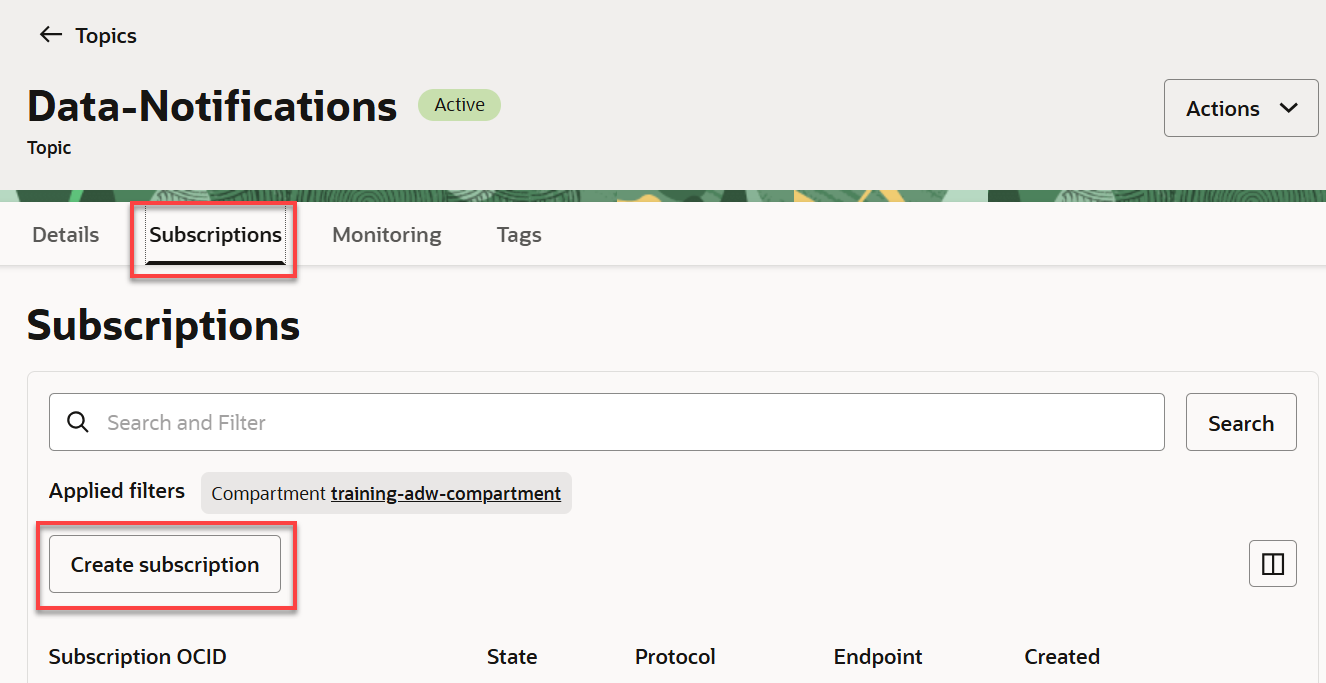 Topics
Data-Notifications Active
Actions
Topic
Details Subscriptions Monitoring Tags
Subscriptions
Search and Filter Search
Applied filters Compartment training-adw-compartment
Create subscription
Subscription OCID State Protocol Endpoint Created